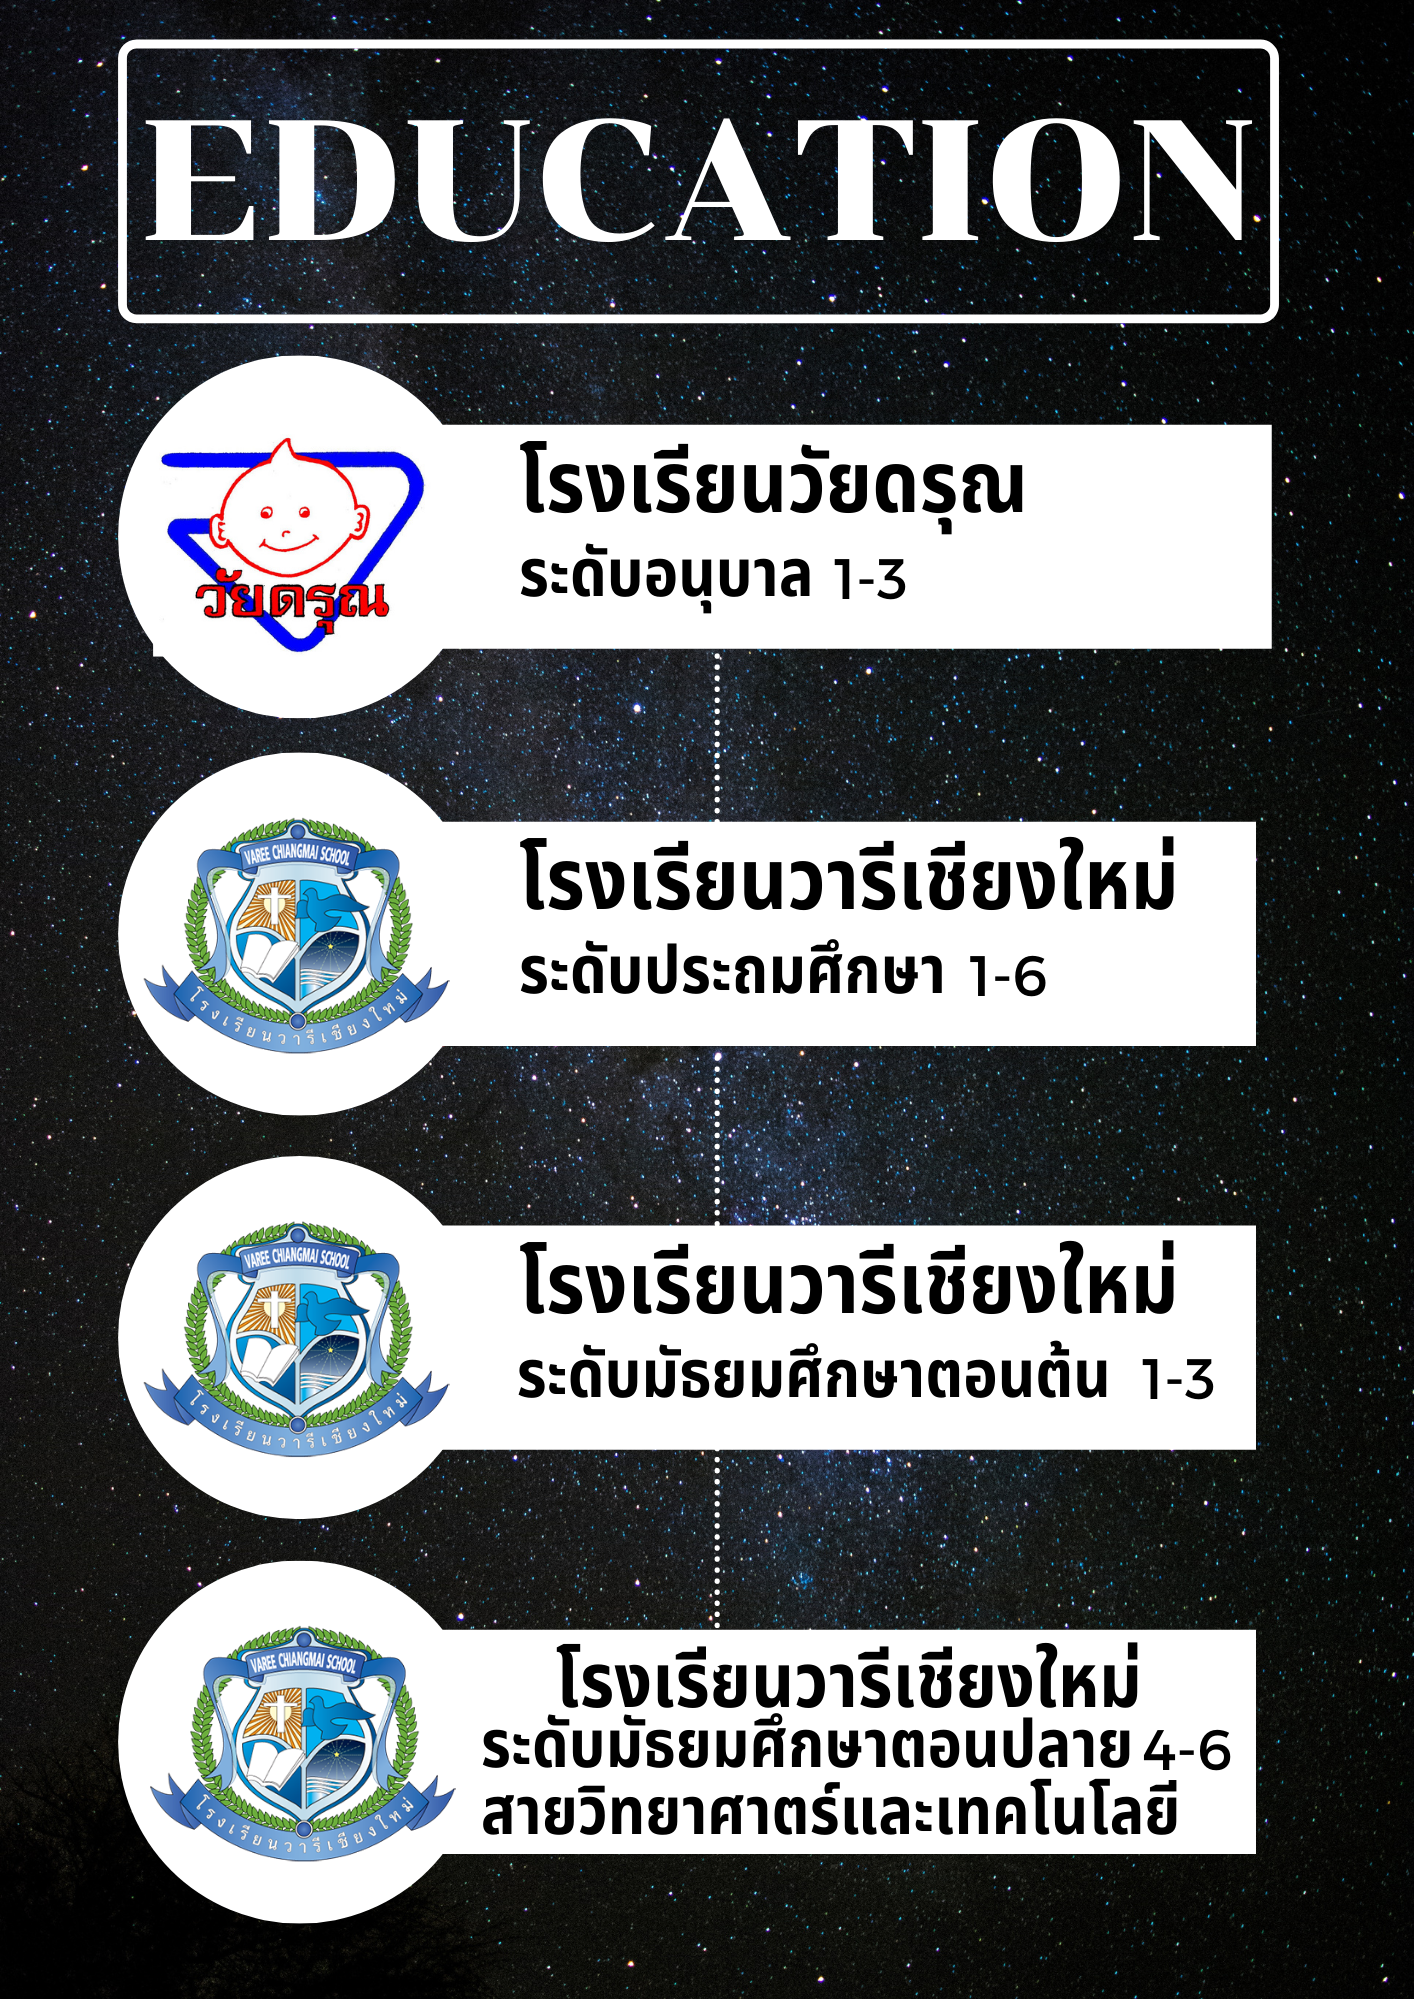 EDUCATION
โรงเรียนวัยดรุณ
ระดับอนุบาล 1-3
วัยดรุณ
โรงเรียนวารีเชียงใหม่
ระดับประถมศึกษา 1-6
VAREE CHIANGMAI SCHOOL
โรงเรียนวารีเชียงใหม่
โรงเรียนวารีเชียงใหม่
ระดับมัธยมศึกษาตอนต้น 1-3
VAREE CHIANGMAI SCHOOL
โรงเรียนวารีเชียงใหม่
โรงเรียนวารีเชียงใหม่
ระดับมัธยมศึกษาตอนปลาย 4-6
สายวิทยาศาตร์และเทคโนโลยี
VAREE CHIANGMAI SCHOOL
โรงเรียนวารีเชียงใหม่